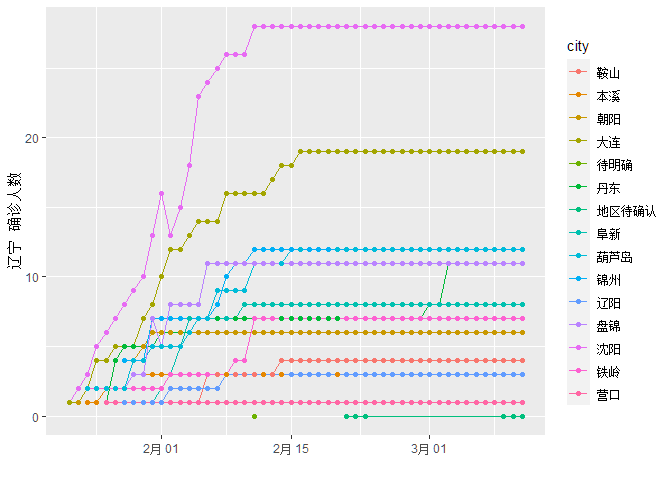 辽宁 确诊人数
20
10
0
2月 01
2月 15
3月 01
city
鞍山
本溪
朝阳
大连
待明确
丹东
地区待确认
阜新
葫芦岛
锦州
辽阳
盘锦
沈阳
铁岭
营口